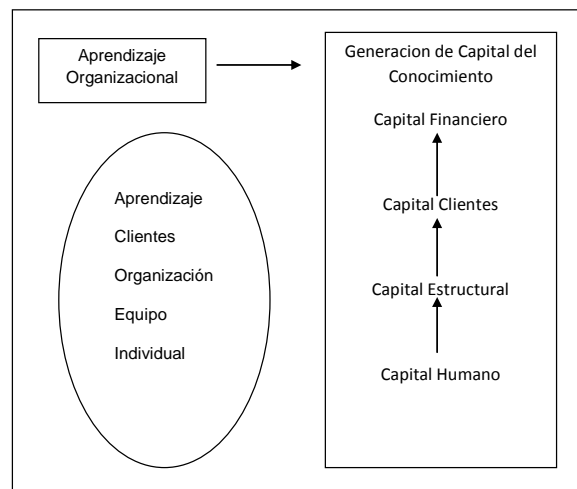 Aprendizaje
Organizacional
Aprendizaje
Clientes
Organización
Equipo
Individual
Generacion de Capital del
Conocimiento
Capital Financiero
Capital Clientes
Capital Estructural
Capital Humano